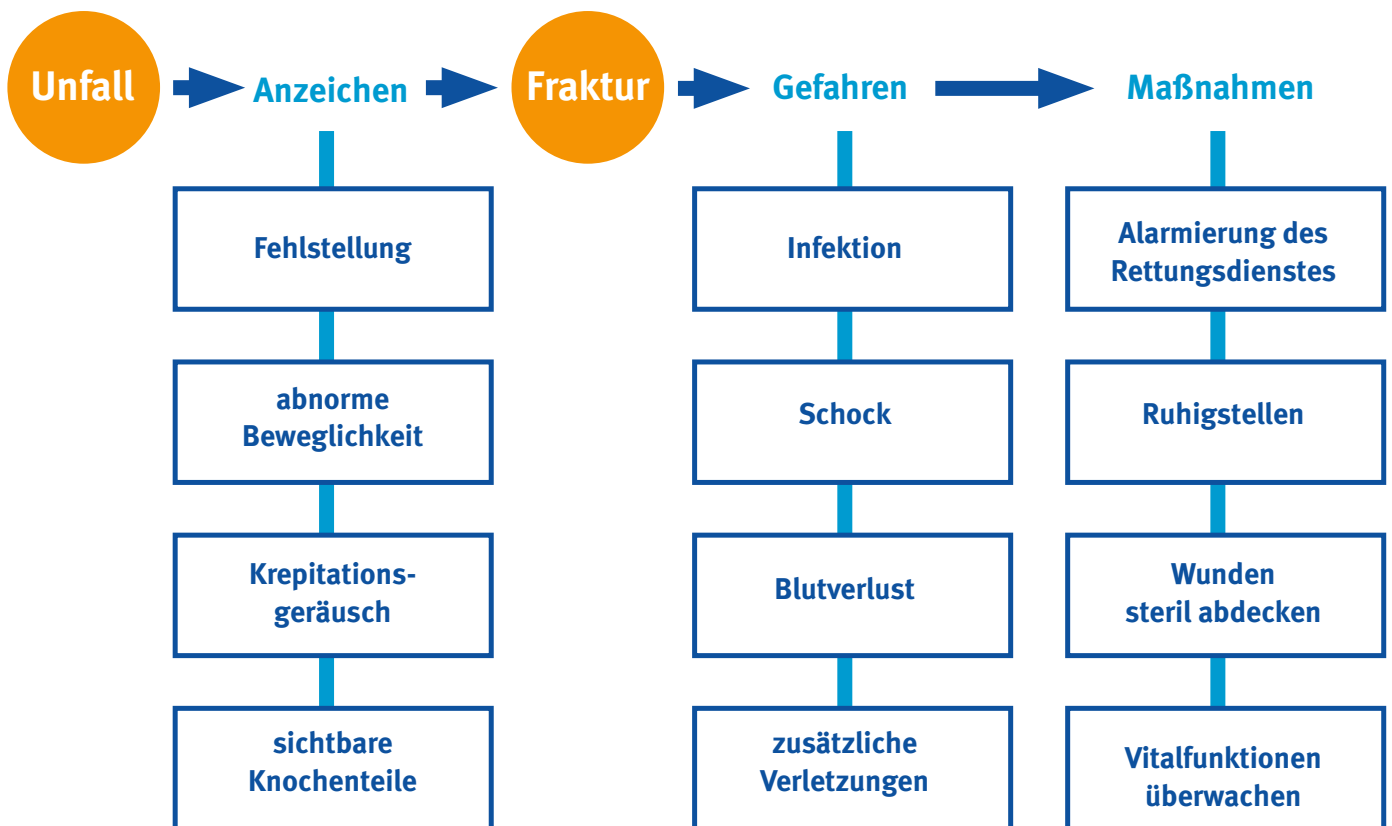 Unfall
Anzeichen
Fraktur
Gefahren
Maßnahmen
Fehlstellung
abnorme
Beweglichkeit
Krepitations-
geräusch
sichtbare
Knochenteile
Infektion
Schock
Blutverlust
zusätzliche
Verletzungen
Alarmierung des
Rettungsdienstes
Ruhigstellen
Wunden
steril abdecken
Vitalfunktionen
überwachen